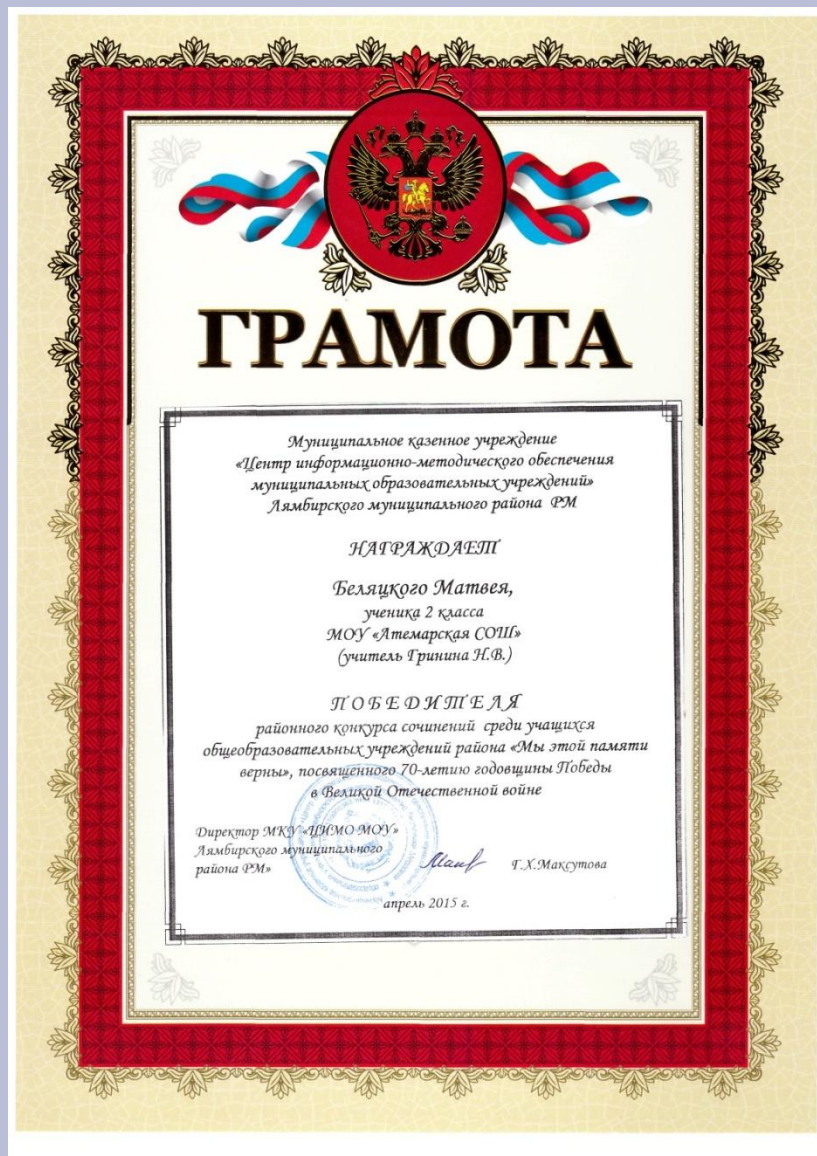 ГРАМОТА
Муниципальное казенное учреждение
«Центр информационно-методического обеспечения
муниципальных образовательных учреждений»
Лямбирского муниципального района РМ
НАГРАЖДАЕТ
Беляцкого Матвея,
ученика 2 класса
МОУ «Атемарская СОШ»
(учитель Гринина Н.В.)
ПОБЕДИТЕЛЯ
районного конкурса сочинений среди учащихся
общеобразовательных учреждений района «Мы этой памяти
верны», посвященного 70-летию годовщины Победы
в Великой Отечественной войне
Директор МКУ «ЦИМО МОУ»
Лямбирского муниципального
района РМ»
Г.Х.Максутова
апрель 2015 г.